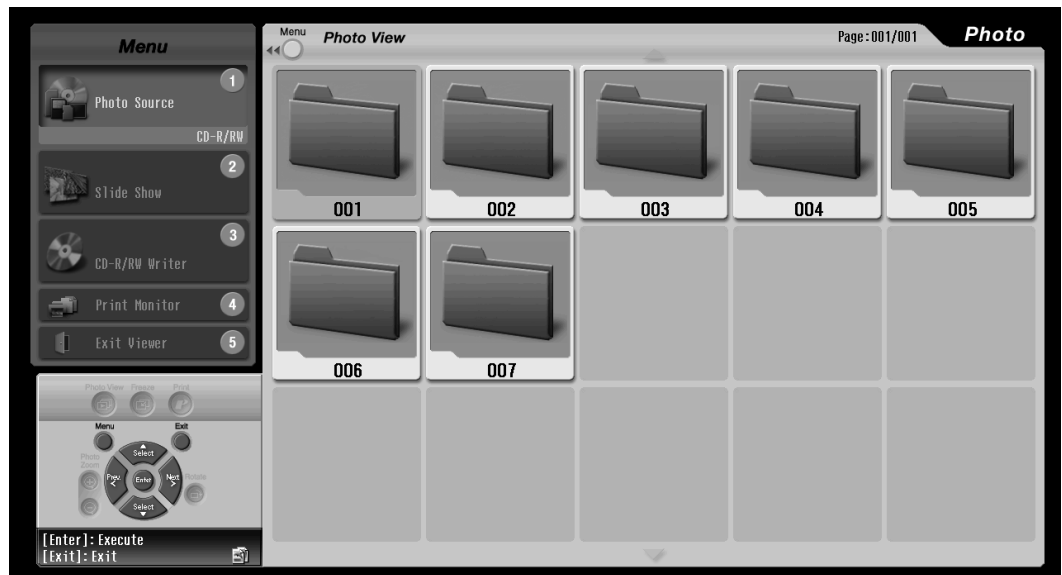 Menu
1
Photo Source
CD-R/RW
2
Slide Show
3
CD-R/RW Writer
4
Print Monitor
5
Exit Viewer
Photo View Freeze Print
Menu Exit
Photo
Zoom
Select
Prev. Enter Next
Rotate
Select
[Enter]: Execute
[Exit]: Exit
Menu
Photo View
Page:001/001
Photo
001 002 003 004 005
006 007